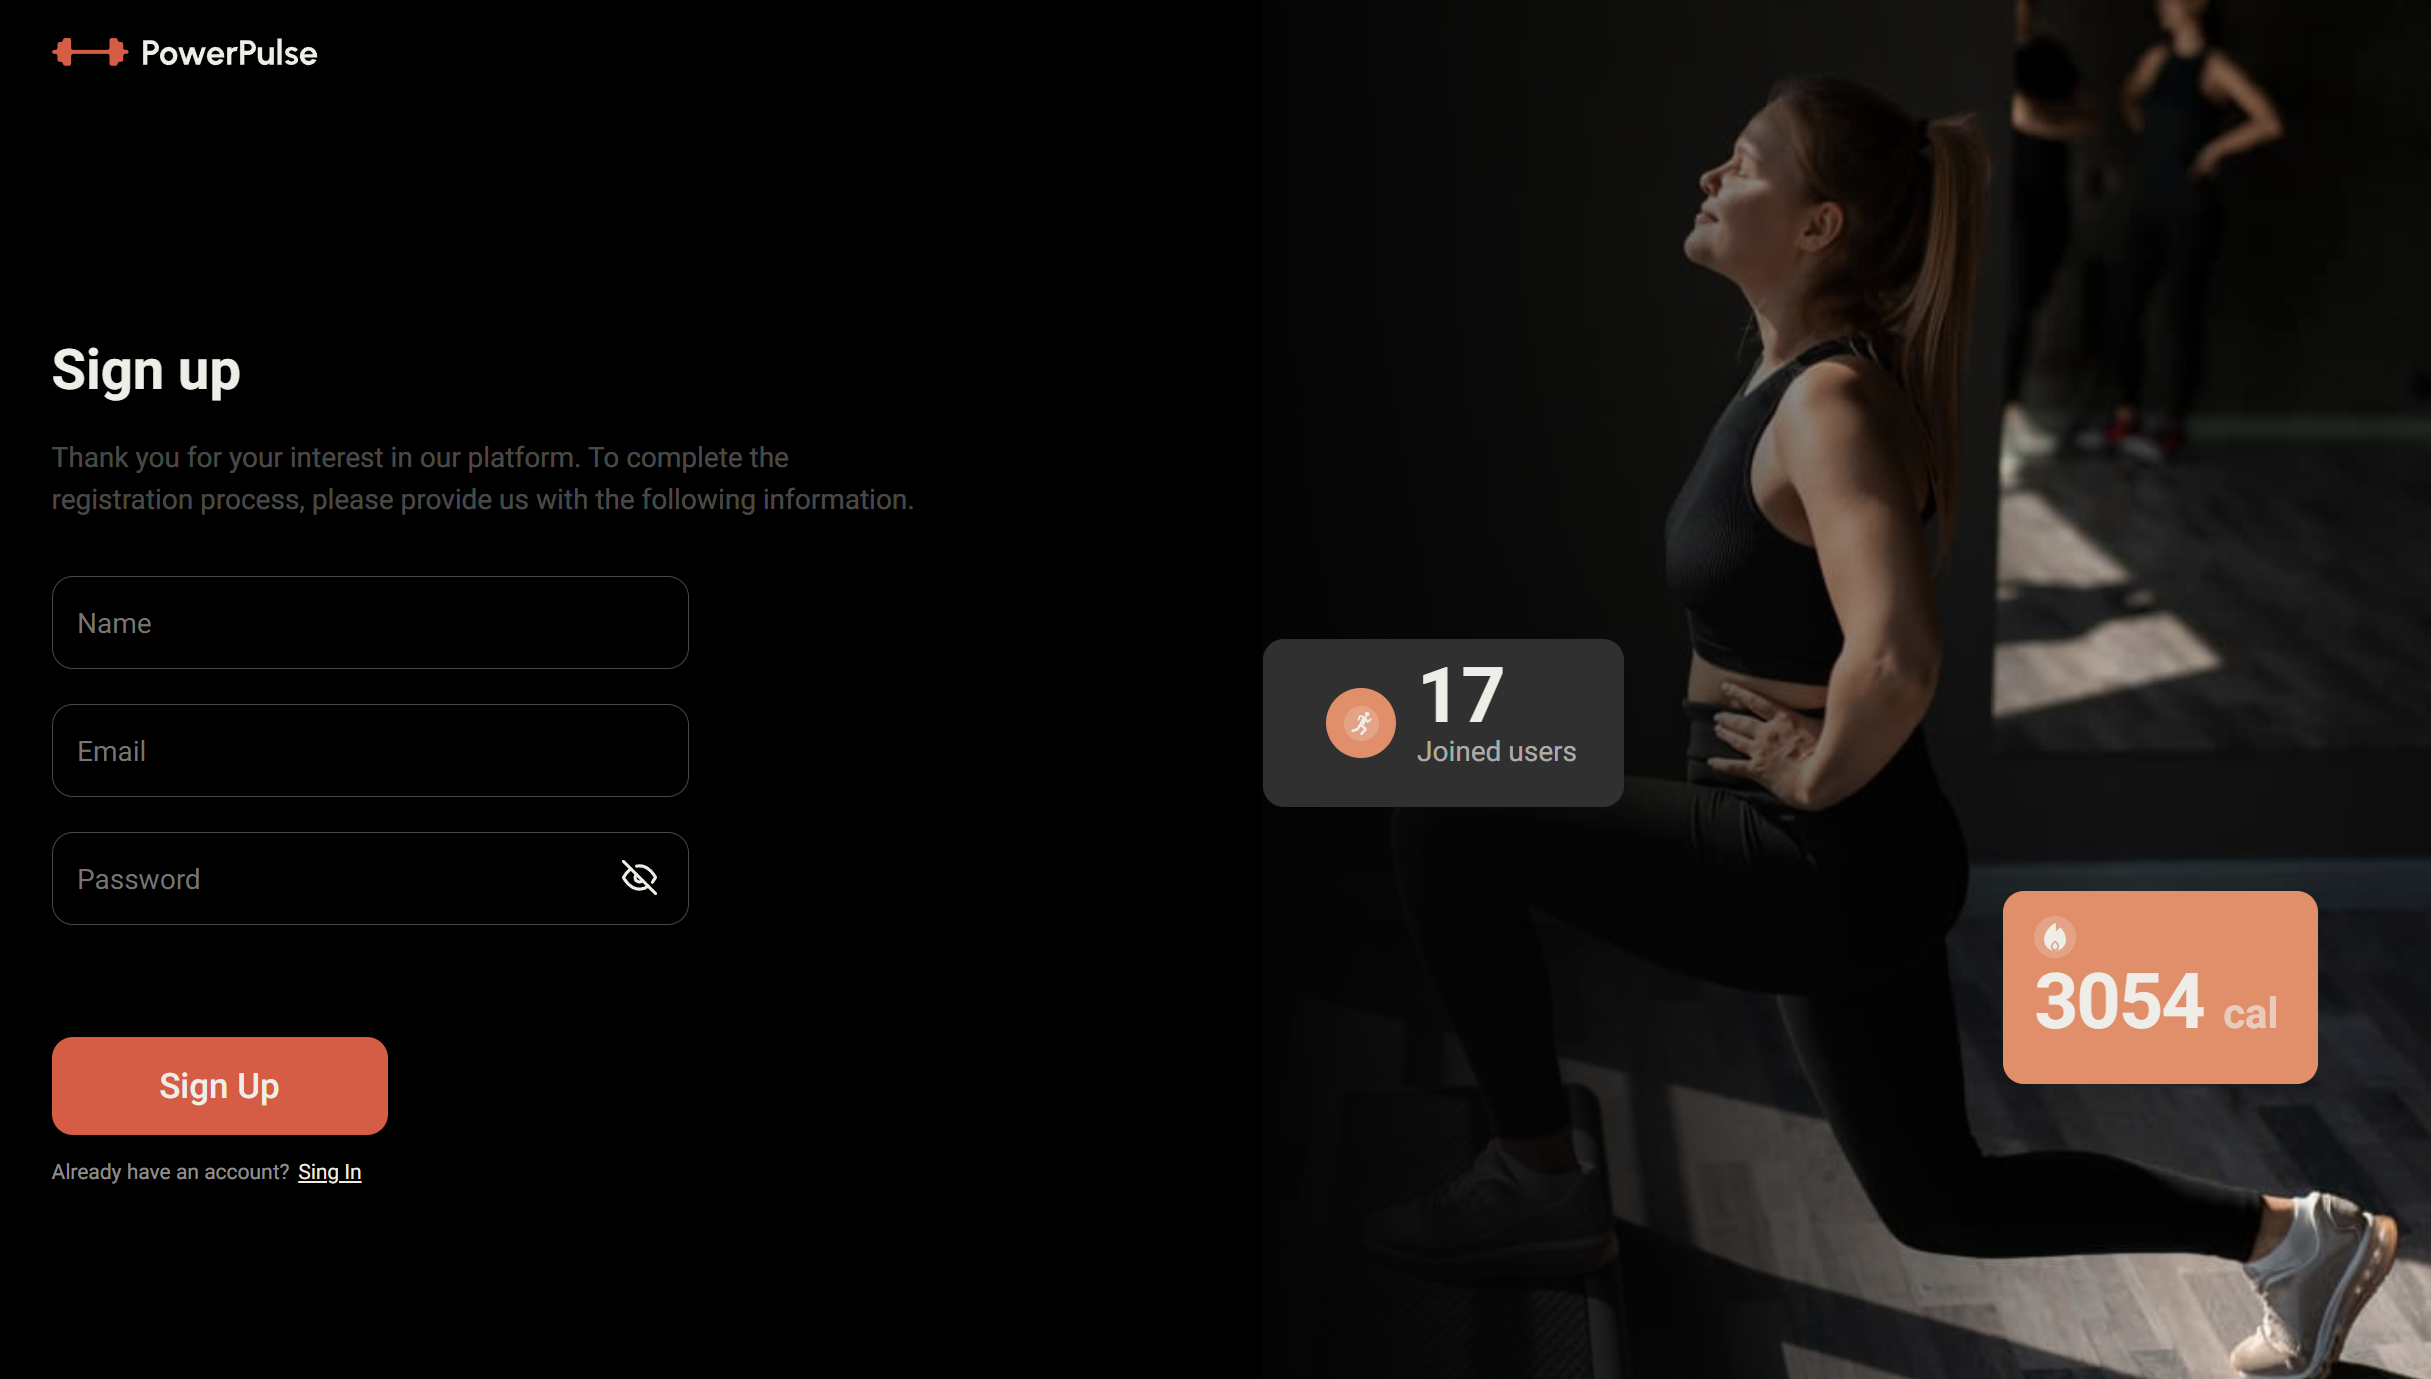 PowerPulse
Sign up
Thank you for your interest in our platform. To complete the
registration process, please provide us with the following information.
Name
Email
Password
Sign Up
Already have an account? Sing In
17
Joined users
3054 cal